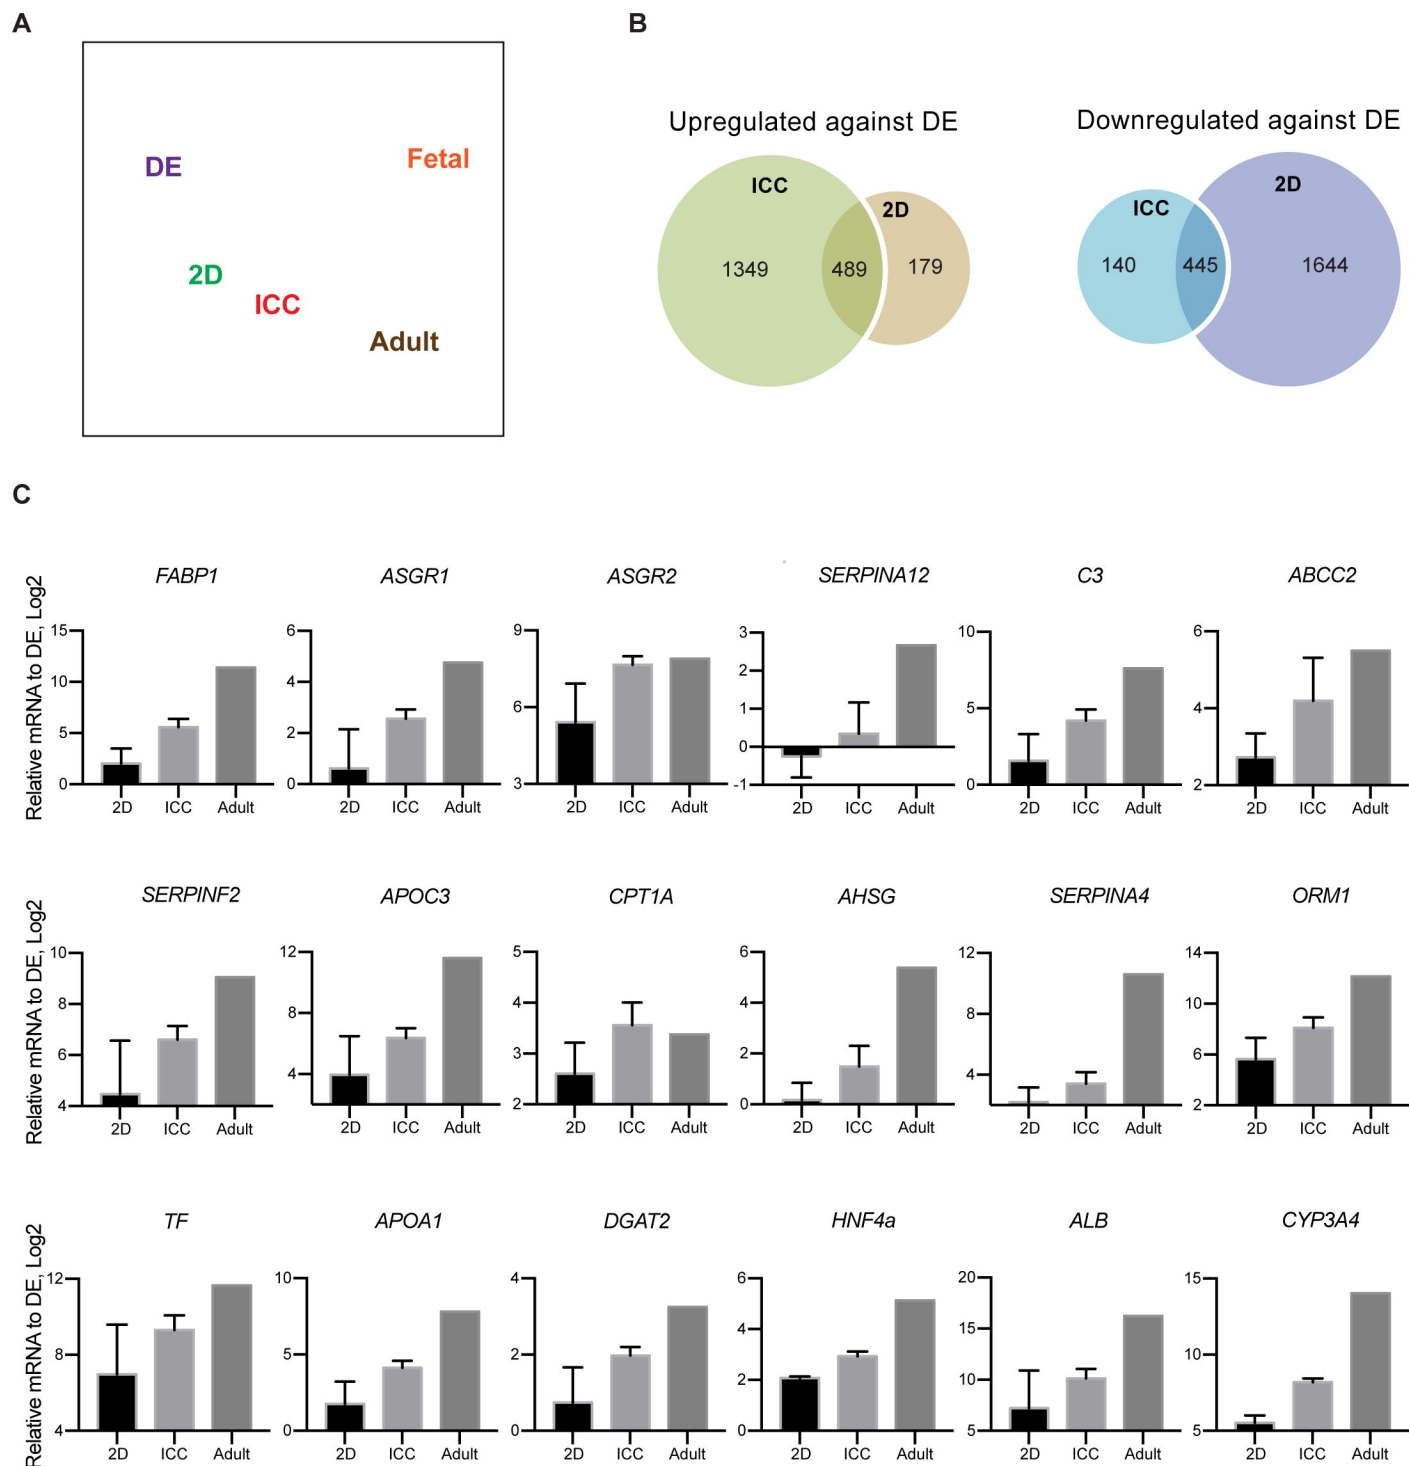 A
B
DE
Fetal
2D
ICC
Adult
Upregulated against DE
ICC
2D
1349
489
179
Downregulated against DE
ICC
2D
140
445
1644
C
Relative mRNA to DE, Log2
FABP1
15
10
5
0
2D ICC Adult
ASGR1
6
4
2
0
2D ICC Adult
ASGR2
9
6
3
2D ICC Adult
SERPINA12
3
2
1
0
-1
2D ICC Adult
C3
10
5
0
2D ICC Adult
ABCC2
6
4
2
2D ICC Adult
Relative mRNA to DE, Log2
SERPINF2
10
8
6
4
2D ICC Adult
APOC3
12
8
4
2D ICC Adult
CPT1A
5
4
3
2
2D ICC Adult
AHSG
6
4
2
0
2D ICC Adult
SERPINA4
12
8
4
2D ICC Adult
ORM1
14
10
6
2
2D ICC Adult
Relative mRNA to DE, Log2
TF
12
8
4
2D ICC Adult
APOA1
10
5
0
2D ICC Adult
DGAT2
4
2
0
2D ICC Adult
HNF4a
6
4
2
0
2D ICC Adult
ALB
20
15
10
5
2D ICC Adult
CYP3A4
15
10
5
2D ICC Adult